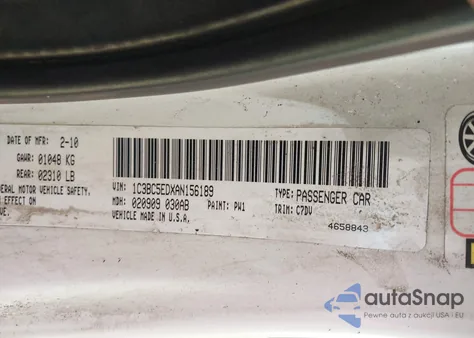 DATE OF MFR: 2-10
GAWR: 01048 KG
REAR: 02310 LB
ERAL MOTOR VEHICLE SAFETY,
N EFFECT ON
VIN: 1C3BC5EDXAN156189
TYPE: PASSENGER CAR
MDH: 020909 030AB
PAINT: PW1
TRIM: C7DV
VEHICLE MADE IN U.S.A.
4658843
autoSnap
Pewne auta z aukcji USA i EU